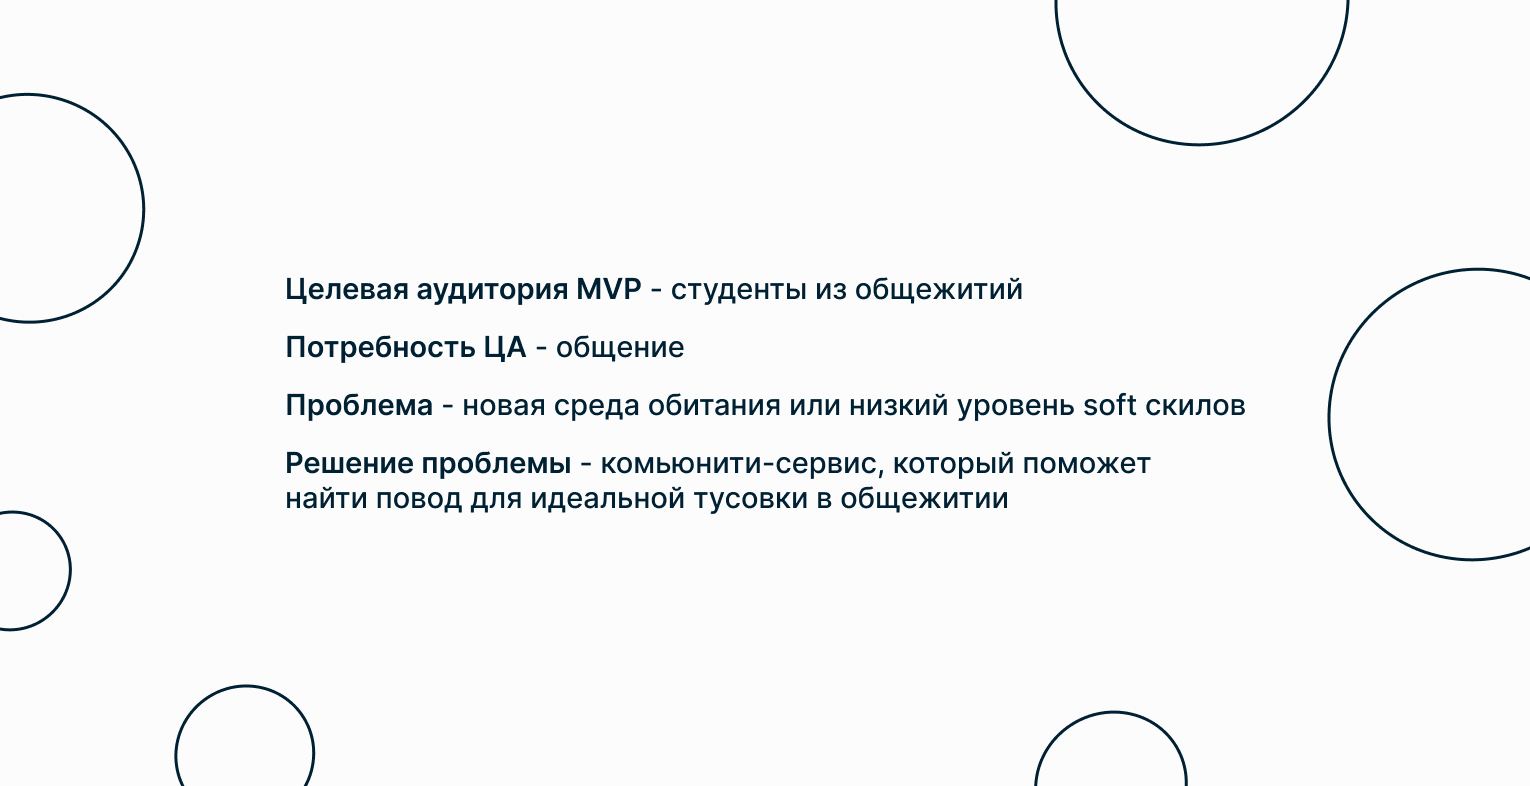 Целевая аудитория MVP - студенты из общежитий
Потребность ЦА - общение
Проблема - новая среда обитания или низкий уровень soft скилов
Решение проблемы - комьюнити-сервис, который поможет
найти повод для идеальной тусовки в общежитии